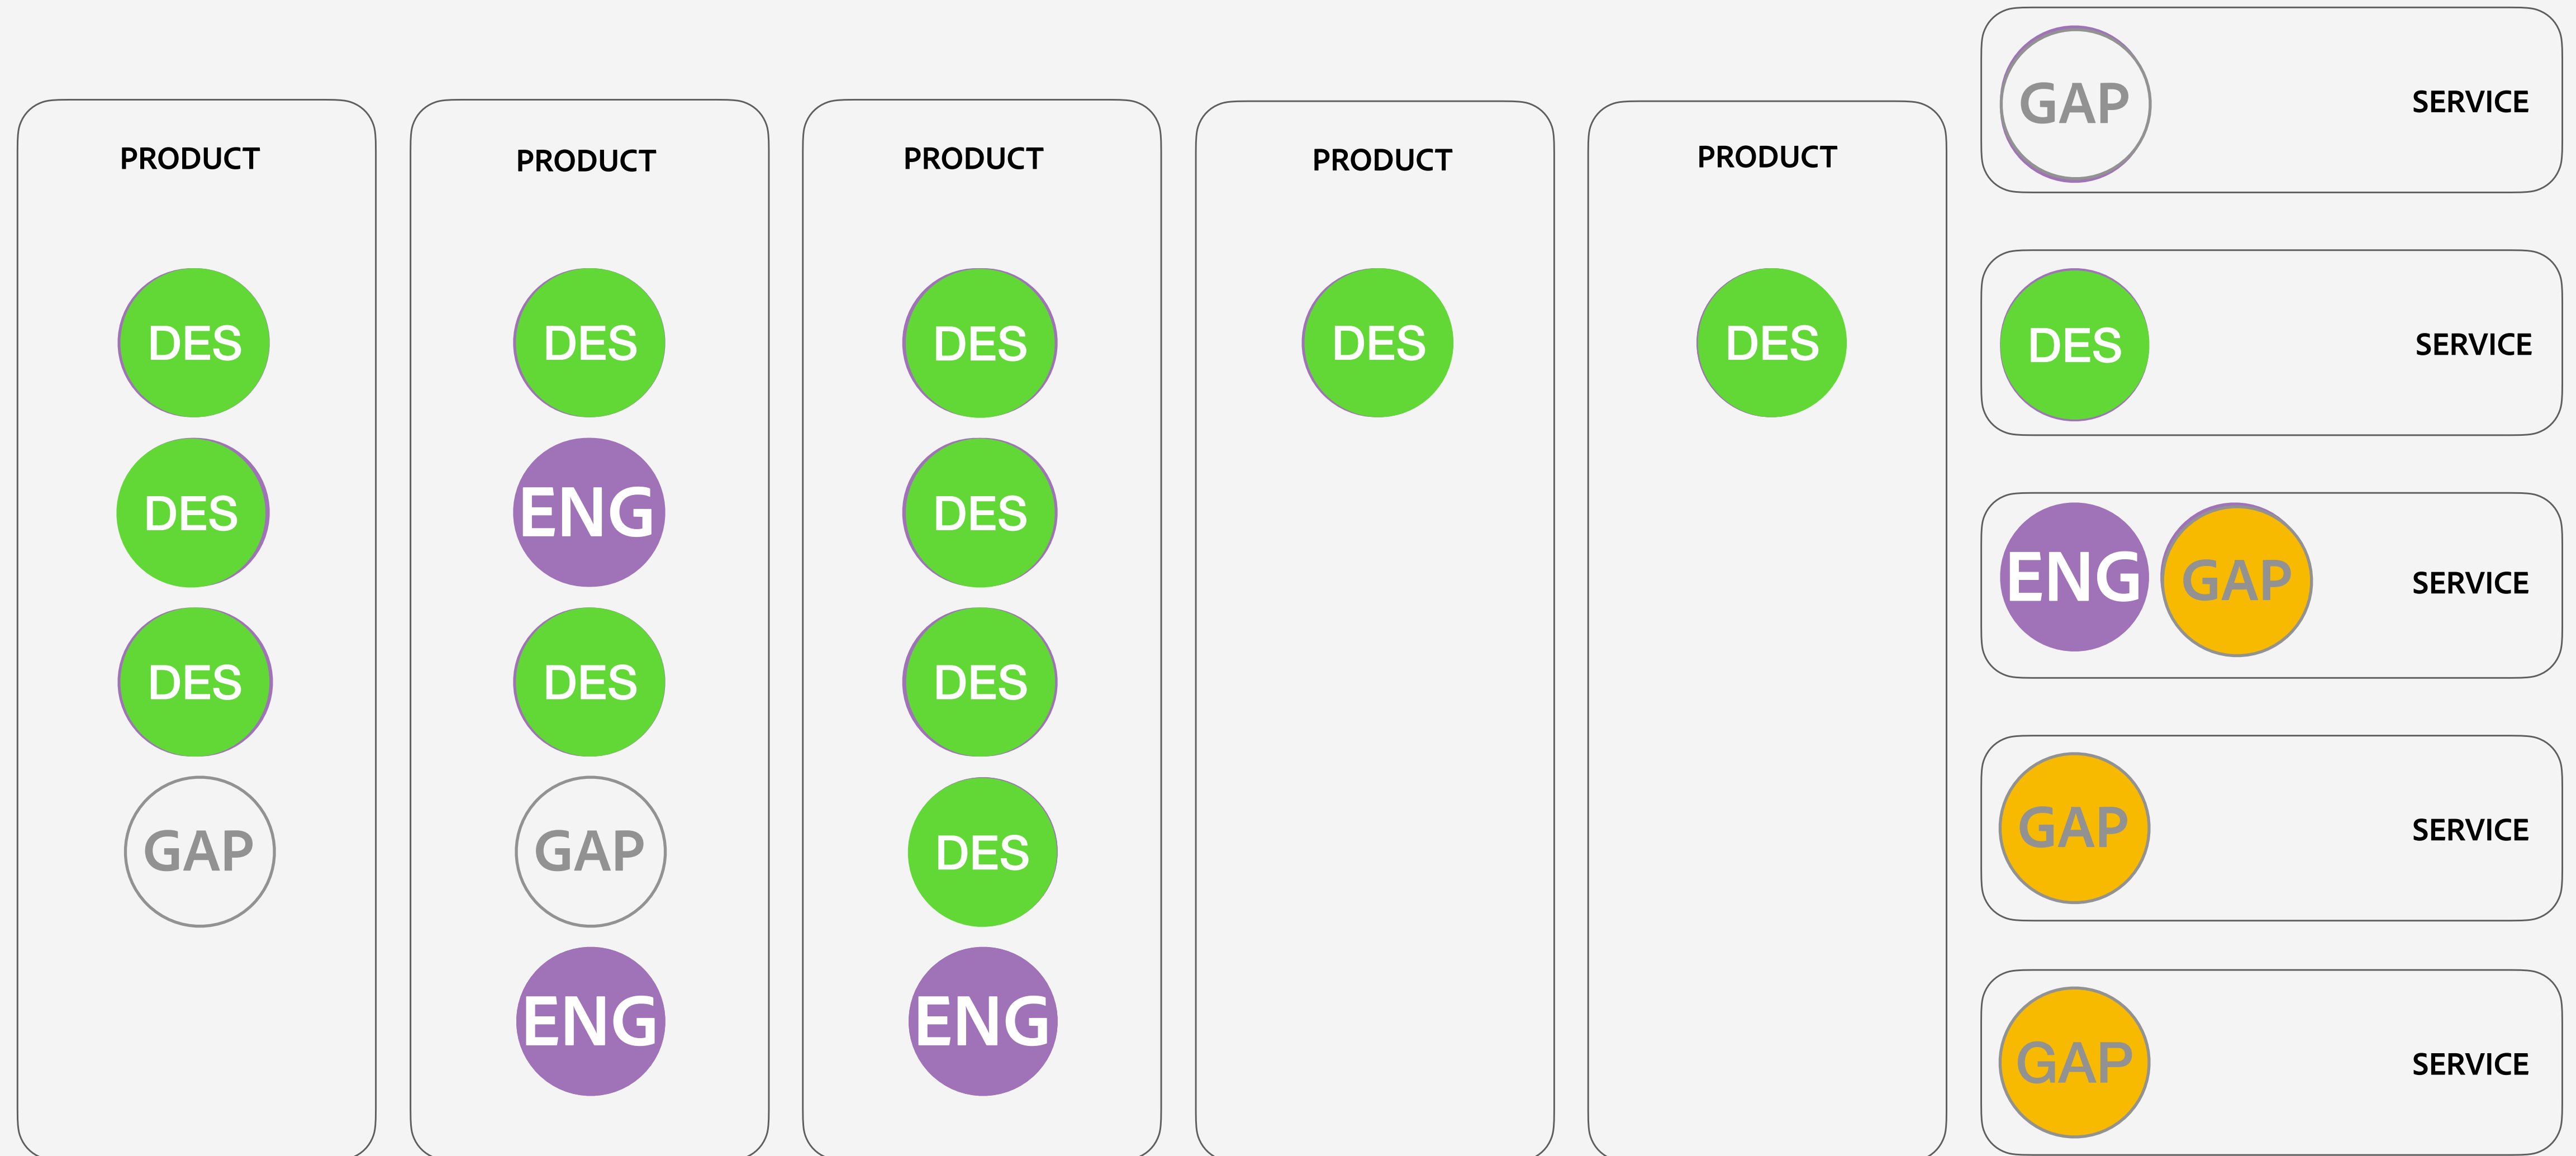 PRODUCT
DES
DES
DES
GAP
PRODUCT
DES
ENG
DES
GAP
ENG
PRODUCT
DES
DES
DES
DES
ENG
PRODUCT
DES
PRODUCT
DES
GAP SERVICE
DES SERVICE
ENG GAP SERVICE
GAP SERVICE
GAP SERVICE